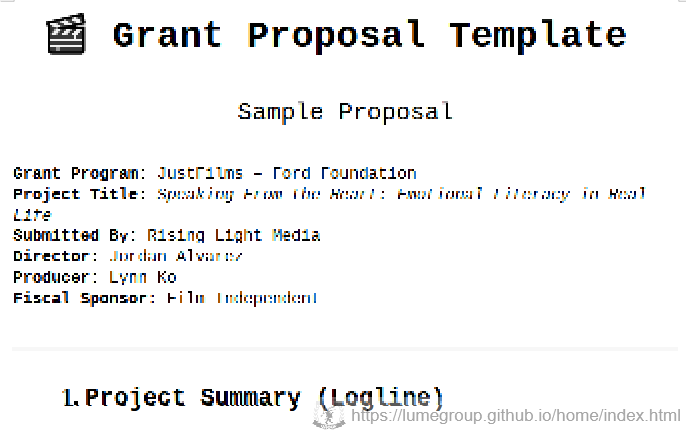 Grant Proposal Template
Sample Proposal
Grant Program: JustFilms – Ford Foundation
Project Title: Speaking From the Heart: Emotional Literacy in Real
Life
Submitted By: Rising Light Media
Director: Jordan Alvarez
Producer: Lynn Ko
Fiscal Sponsor: Film Independent
1. Project Summary (Logline)
https://lumegroup.github.io/home/index.html